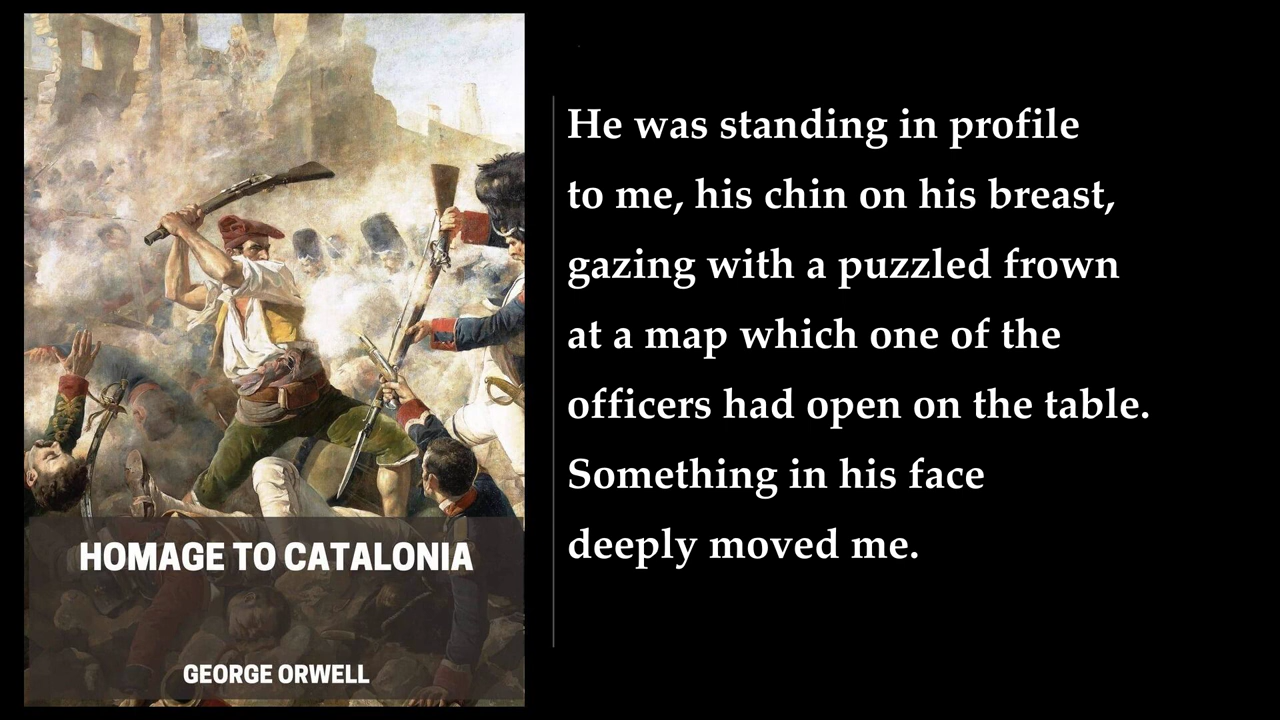 HOMAGE TO CATALONIA
GEORGE ORWELL
He was standing in profile
to me, his chin on his breast,
gazing with a puzzled frown
at a map which one of the
officers had open on the table.
Something in his face
deeply moved me.